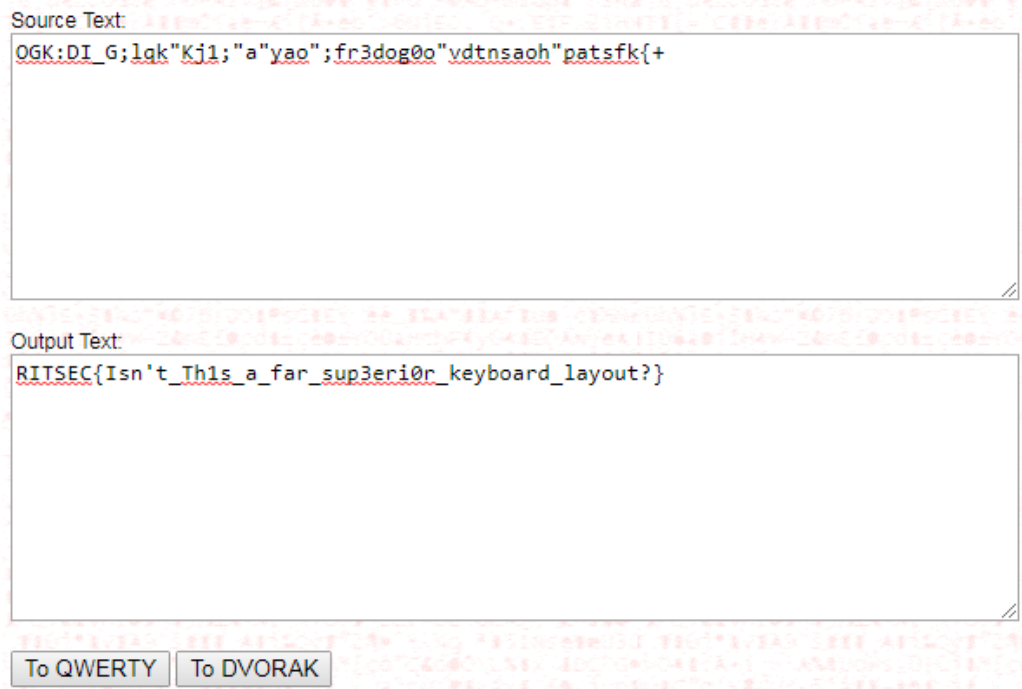 Source Text:
OGK:DI_G;lqk"Kj1;"a"yao";fr3dog0o"vdtnsaoh"patsfk{+
Output Text:
RITSEC{Isn't_Th1s_a_far_sup3eri0r_keyboard_layout?}
To QWERTY To DVORAK